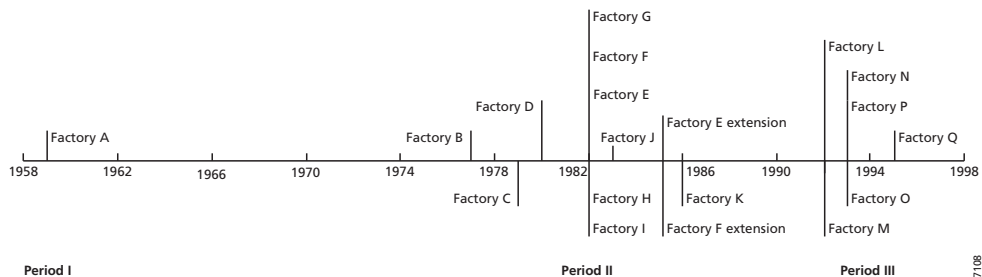 Factory G
Factory L
Factory F
Factory N
Factory E
Factory D
Factory P
Factory E extension
Factory A
Factory B
Factory J
Factory Q
1958 1962 1966 1970 1974 1978 1982 1986 1990 1994 1998
Factory C
Factory H
Factory K
Factory O
Factory I
Factory F extension
Factory M
Period I Period II Period III
7108